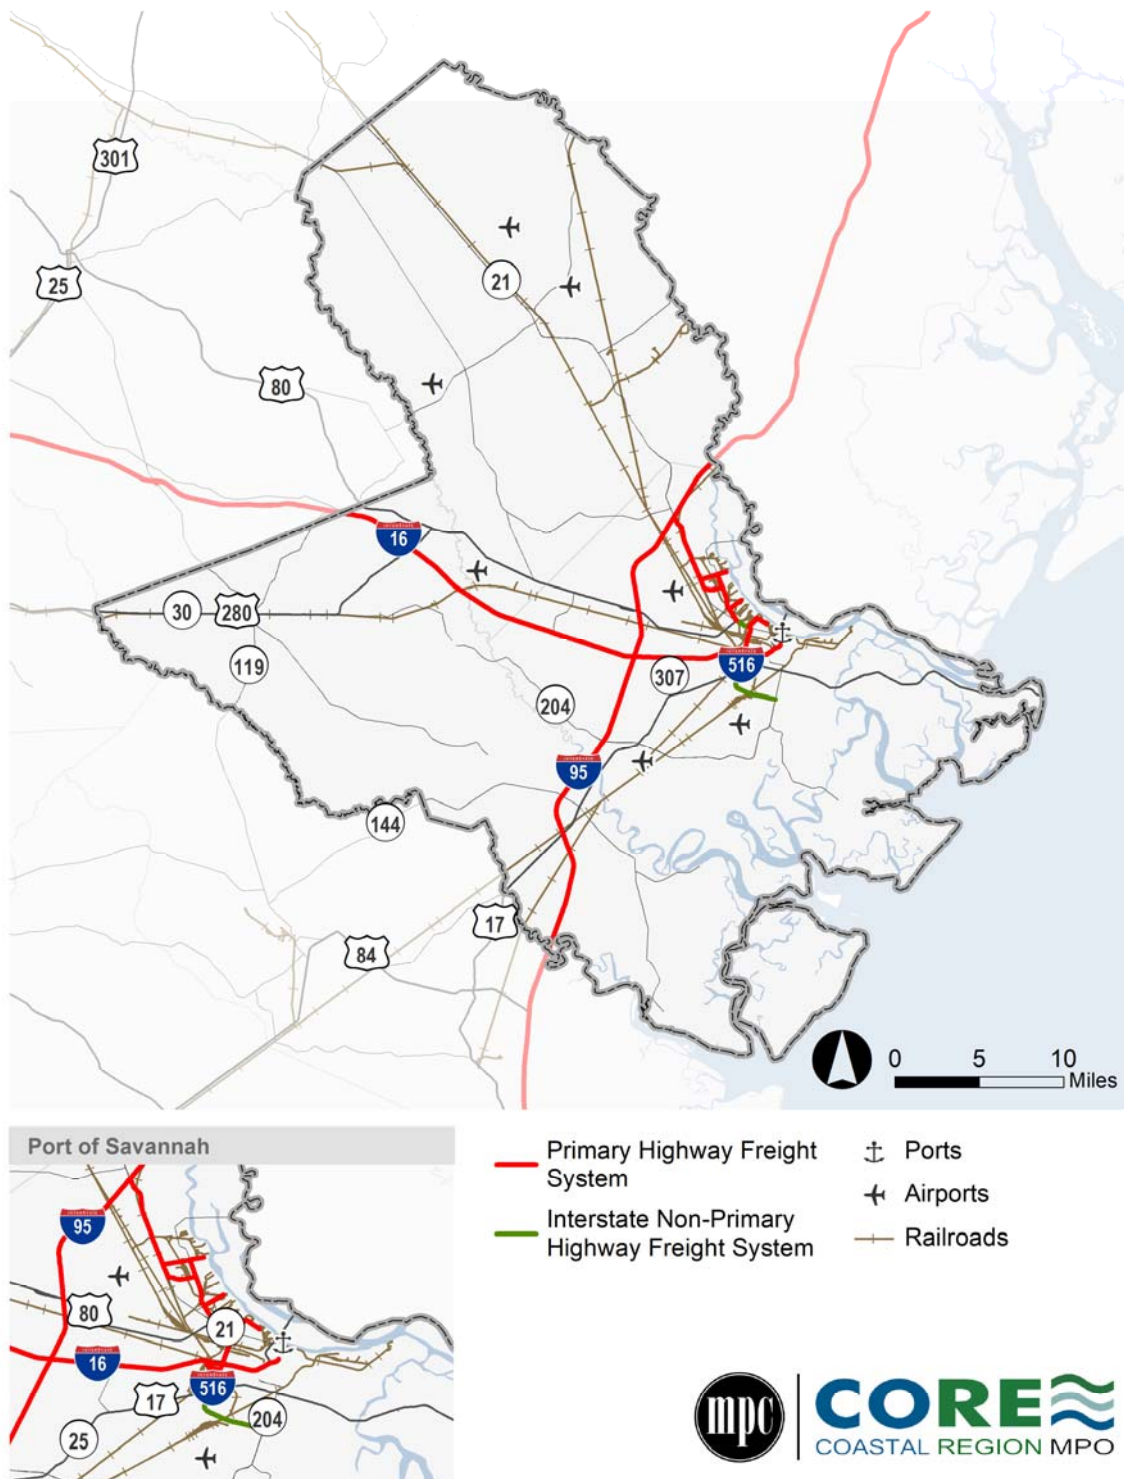 301
25
21
80
16
30
280
119
307
516
204
95
144
17
84
0 5 10
Miles
Port of Savannah
95
80
21
16
516
17
204
25
Primary Highway Freight
System
Interstate Non-Primary
Highway Freight System
Ports
Airports
Railroads
mpc
CORE
COASTAL REGION MPO